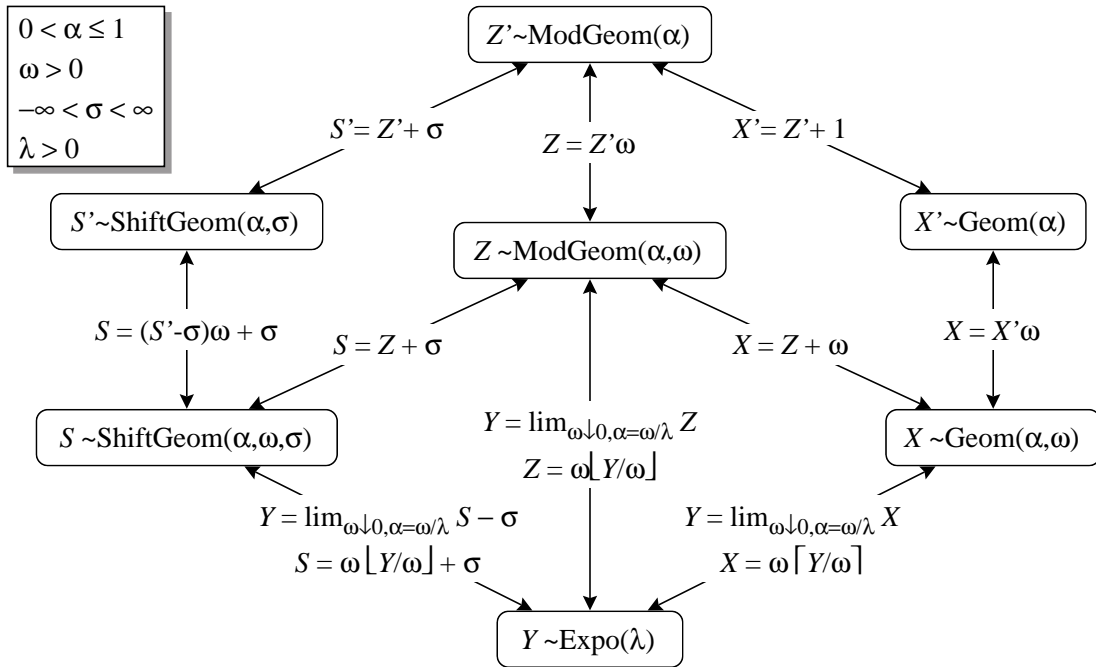 0 < α ≤ 1
ω > 0
−∞ < σ < ∞
λ > 0
Z’~ModGeom(α)
S’= Z’+ σ
Z = Z’ω
X’= Z’+ 1
S’~ShiftGeom(α,σ)
Z ~ModGeom(α,ω)
X’~Geom(α)
S = (S’-σ)ω + σ
S = Z + σ
X = Z + ω
X = X’ω
S ~ShiftGeom(α,ω,σ)
Y = lim_{ω↓0,α=ω/λ} Z
Z = ω⌊Y/ω⌋
X ~Geom(α,ω)
Y = lim_{ω↓0,α=ω/λ} S − σ
S = ω⌊Y/ω⌋ + σ
Y = lim_{ω↓0,α=ω/λ} X
X = ω⌈Y/ω⌉
Y ~Expo(λ)